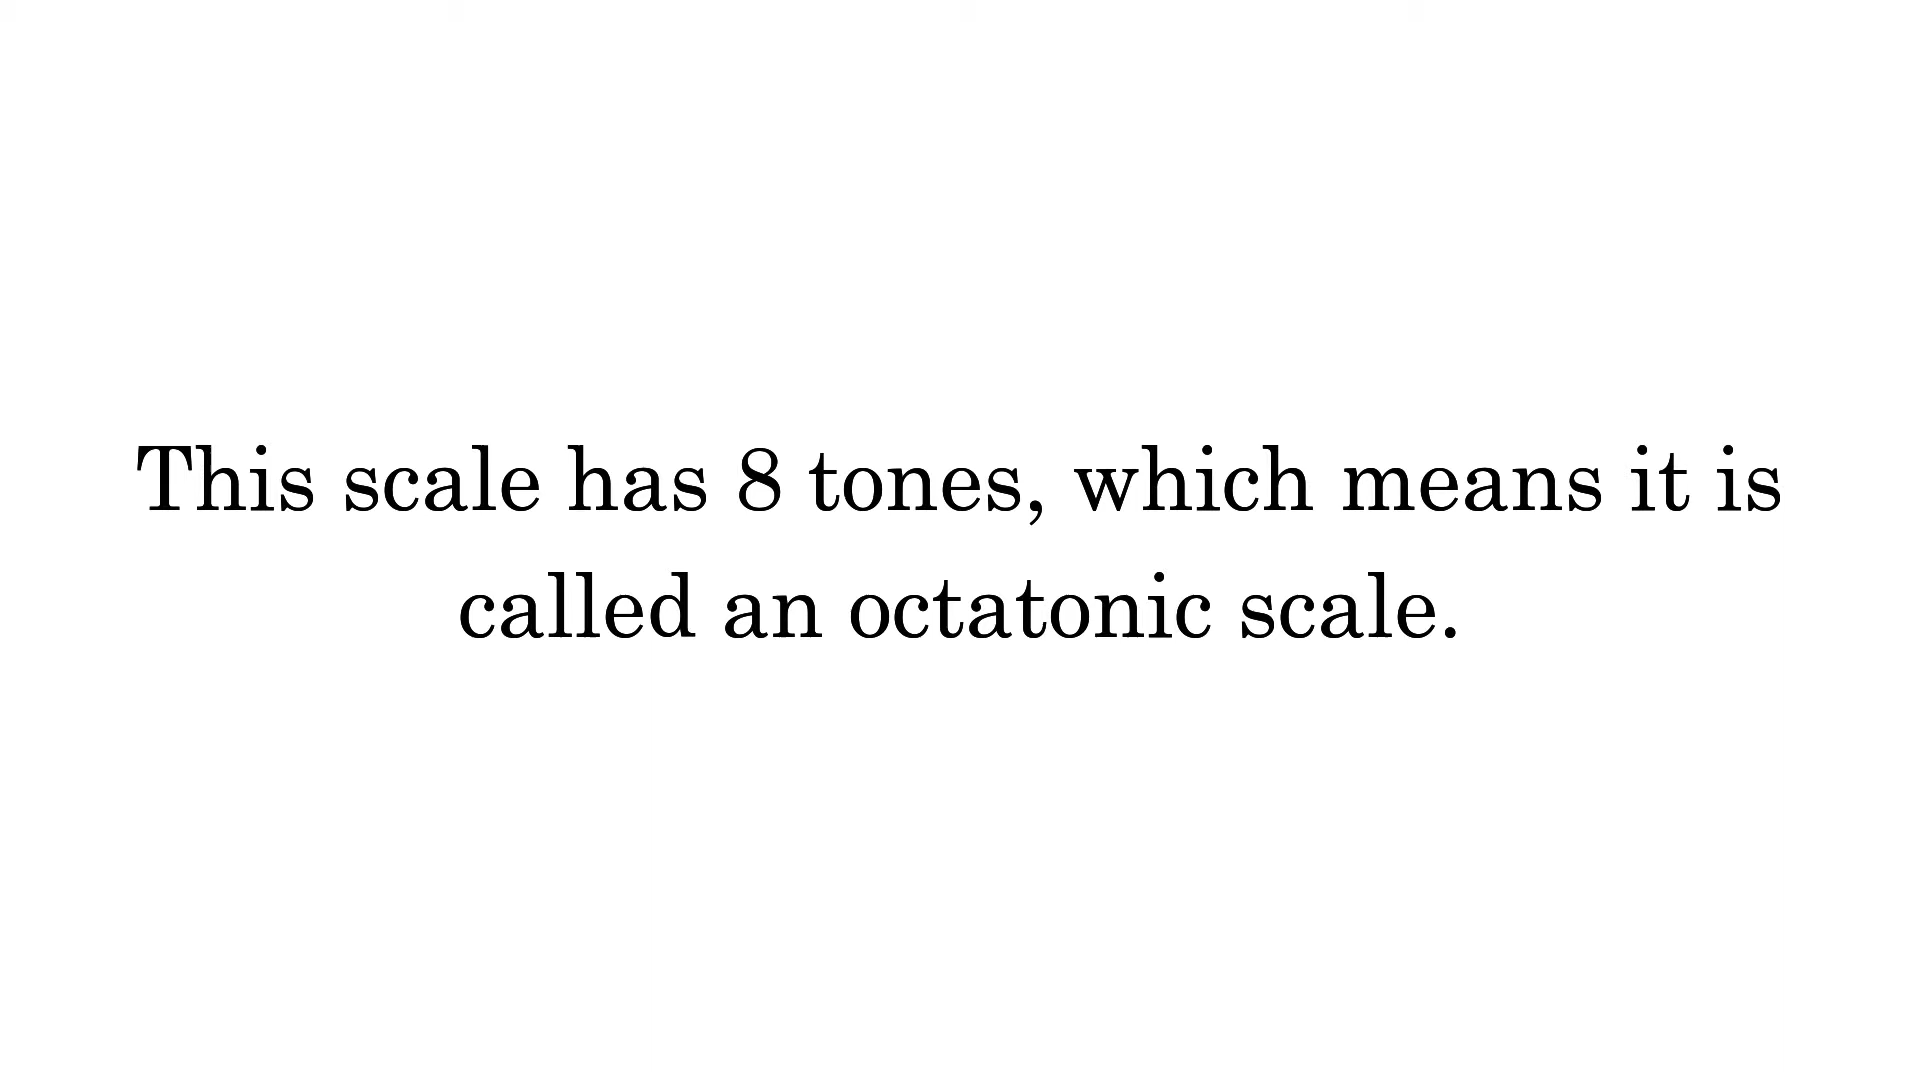 This scale has 8 tones, which means it is
called an octatonic scale.